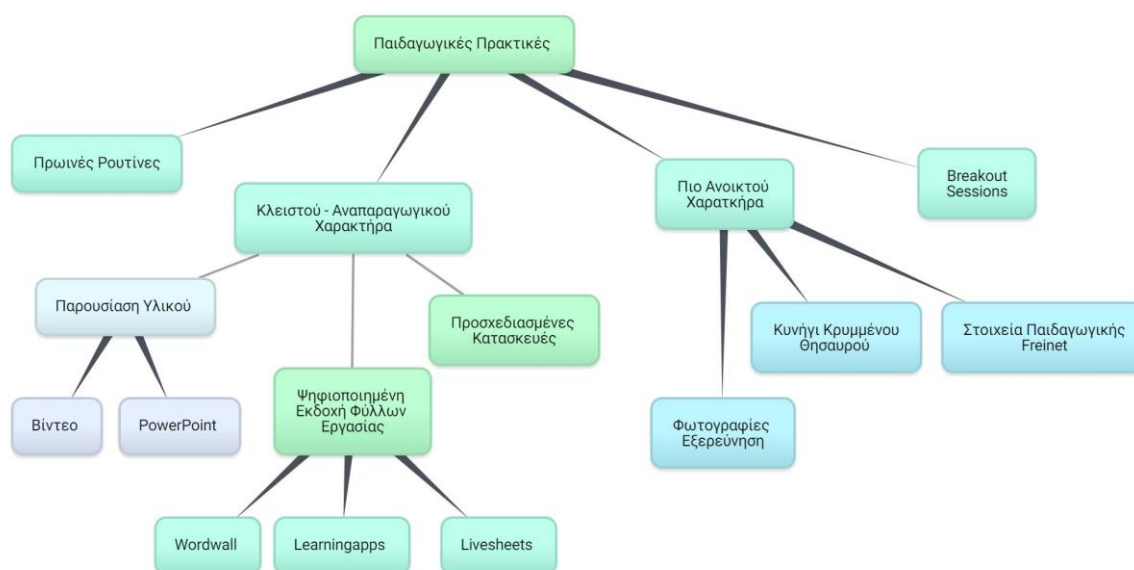 Παιδαγωγικές Πρακτικές
Πρωινές Ρουτίνες
Κλειστού - Αναπαραγωγικού
Χαρακτήρα
Πιο Ανοικτού
Χαρατκήρα
Breakout
Sessions
Παρουσίαση Υλικού
Προσχεδιασμένες
Κατασκευές
Κυνήγι Κρυμμένου
Θησαυρού
Στοιχεία Παιδαγωγικής
Freinet
Βίντεο
PowerPoint
Ψηφιοποιημένη
Εκδοχή Φύλλων
Εργασίας
Φωτογραφίες
Εξερεύνηση
Wordwall
Learningapps
Livesheets